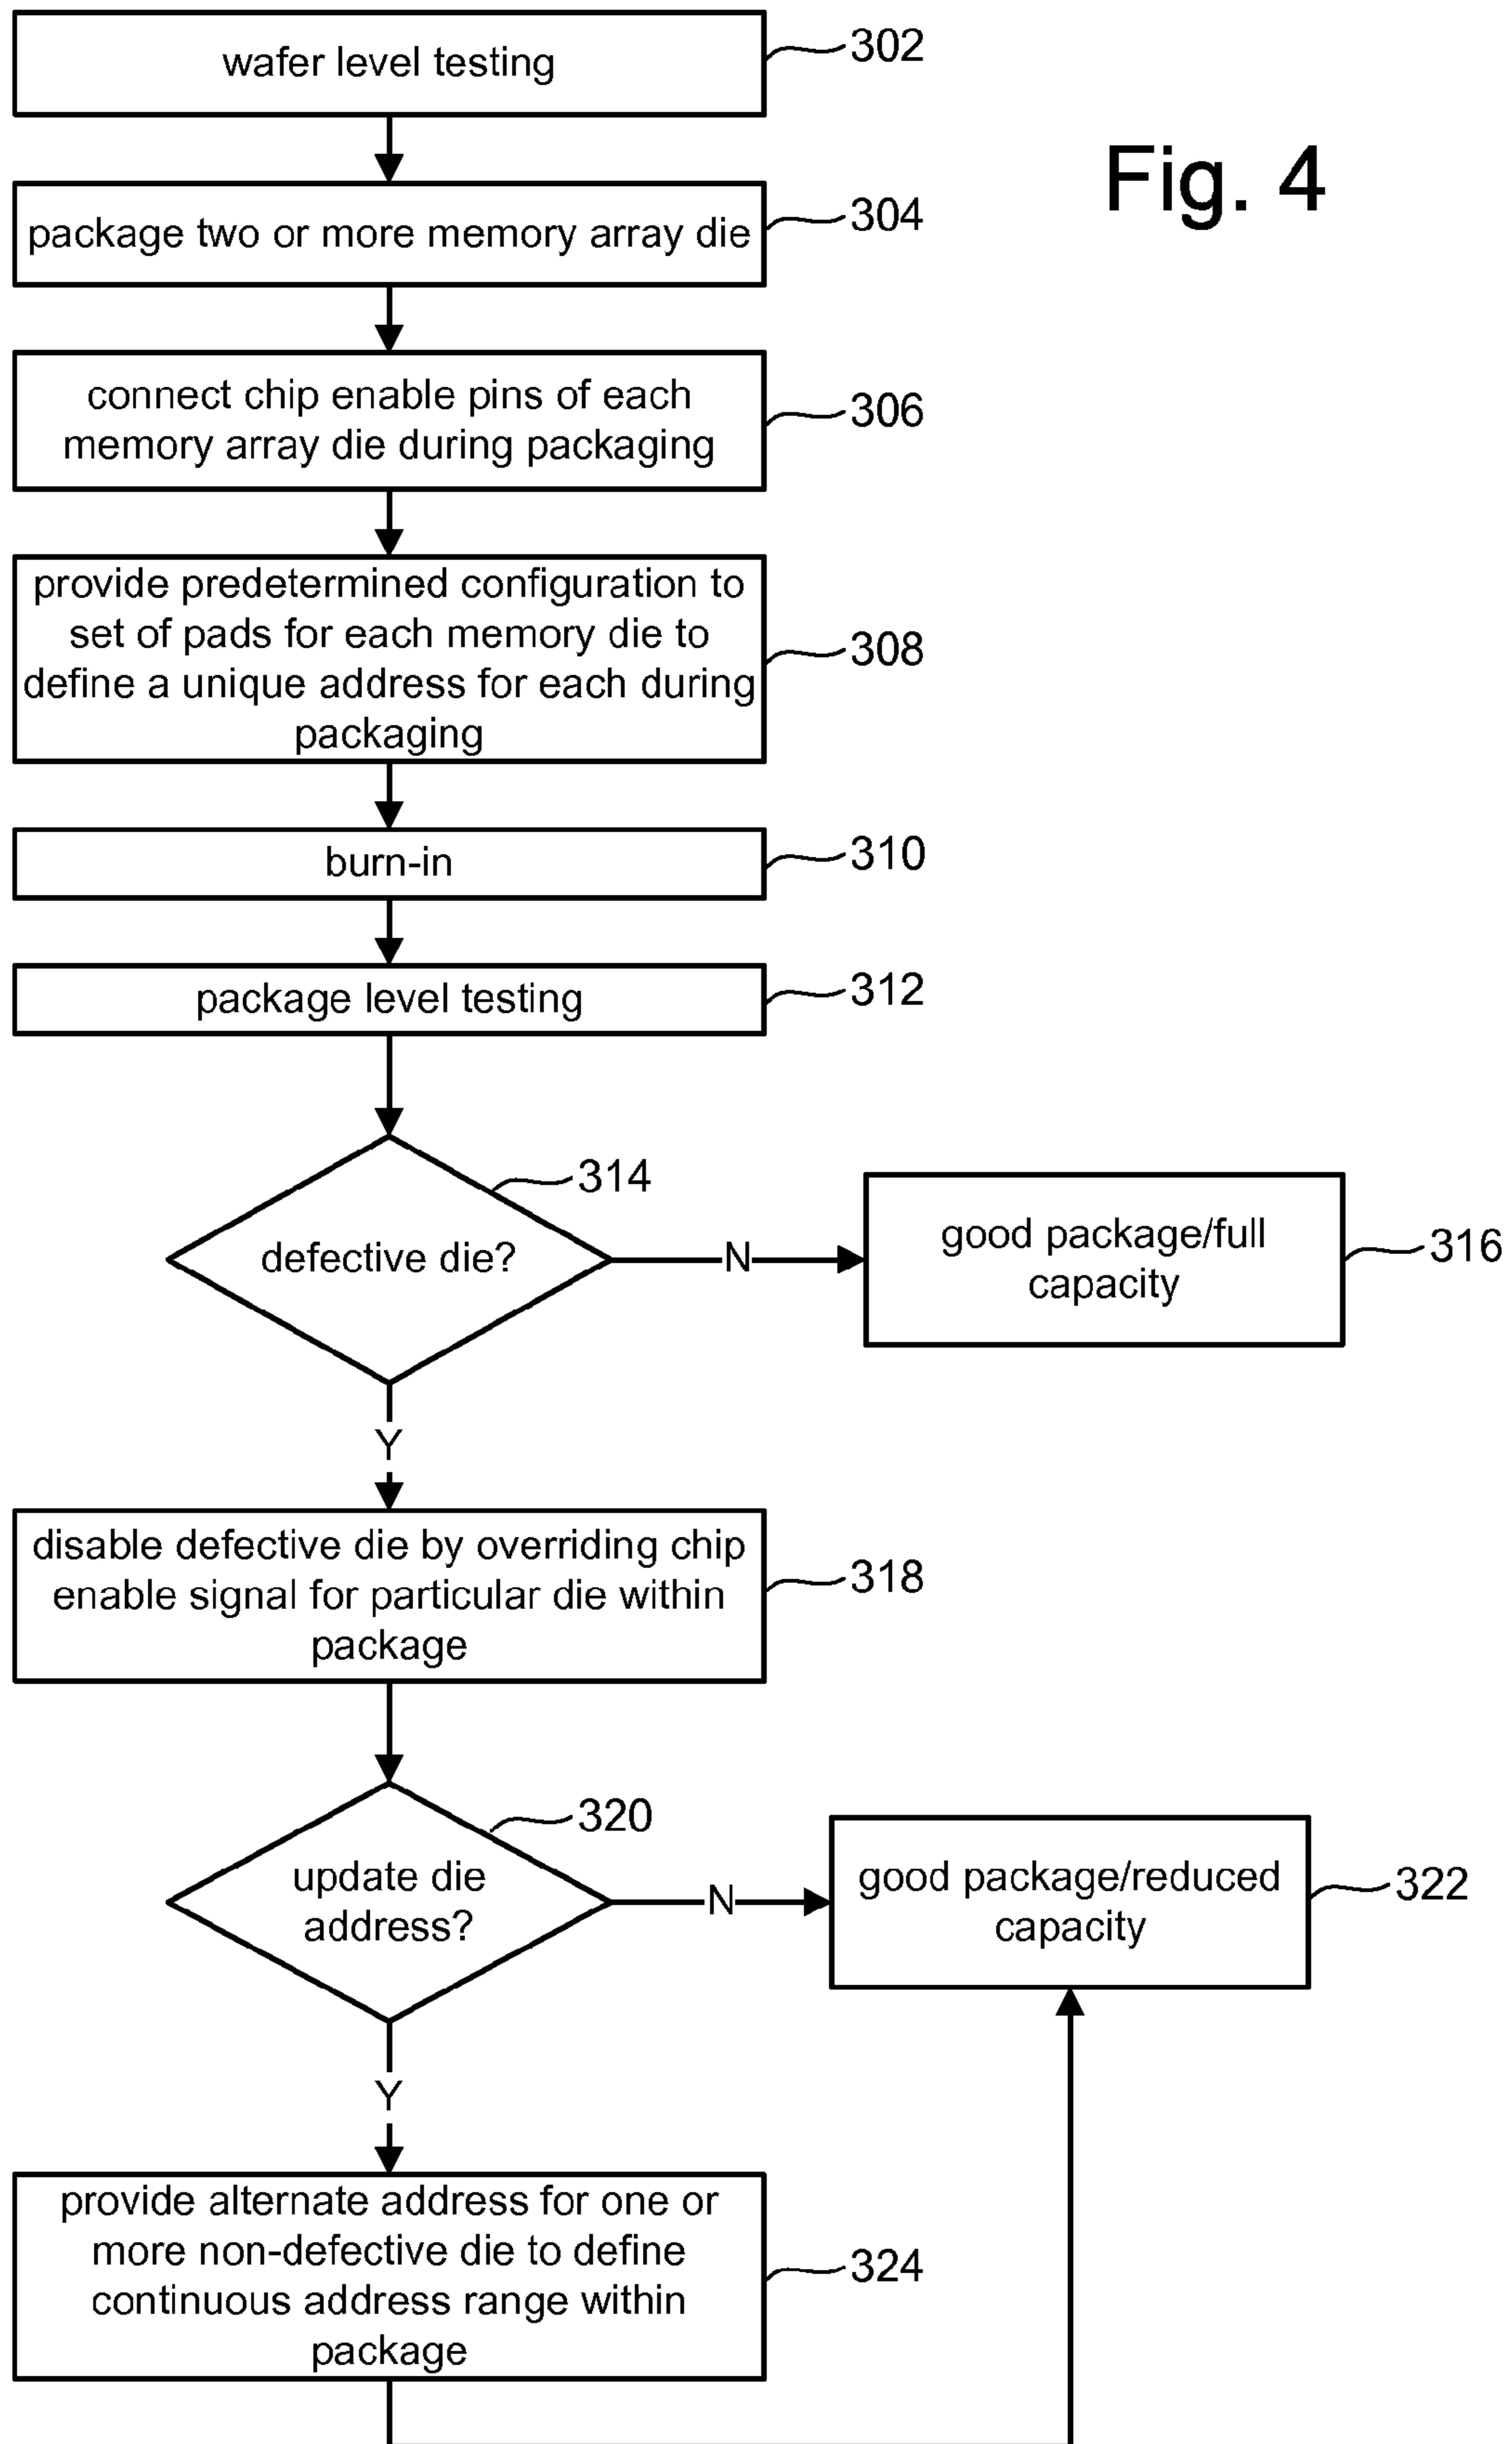 wafer level testing
302
Fig. 4
package two or more memory array die
304
connect chip enable pins of each
memory array die during packaging
306
provide predetermined configuration to
set of pads for each memory die to
define a unique address for each during
packaging
308
burn-in
310
package level testing
312
314
defective die?
N
good package/full
capacity
316
Y
disable defective die by overriding chip
enable signal for particular die within
package
318
320
update die
address?
N
good package/reduced
capacity
322
Y
provide alternate address for one or
more non-defective die to define
continuous address range within
package
324